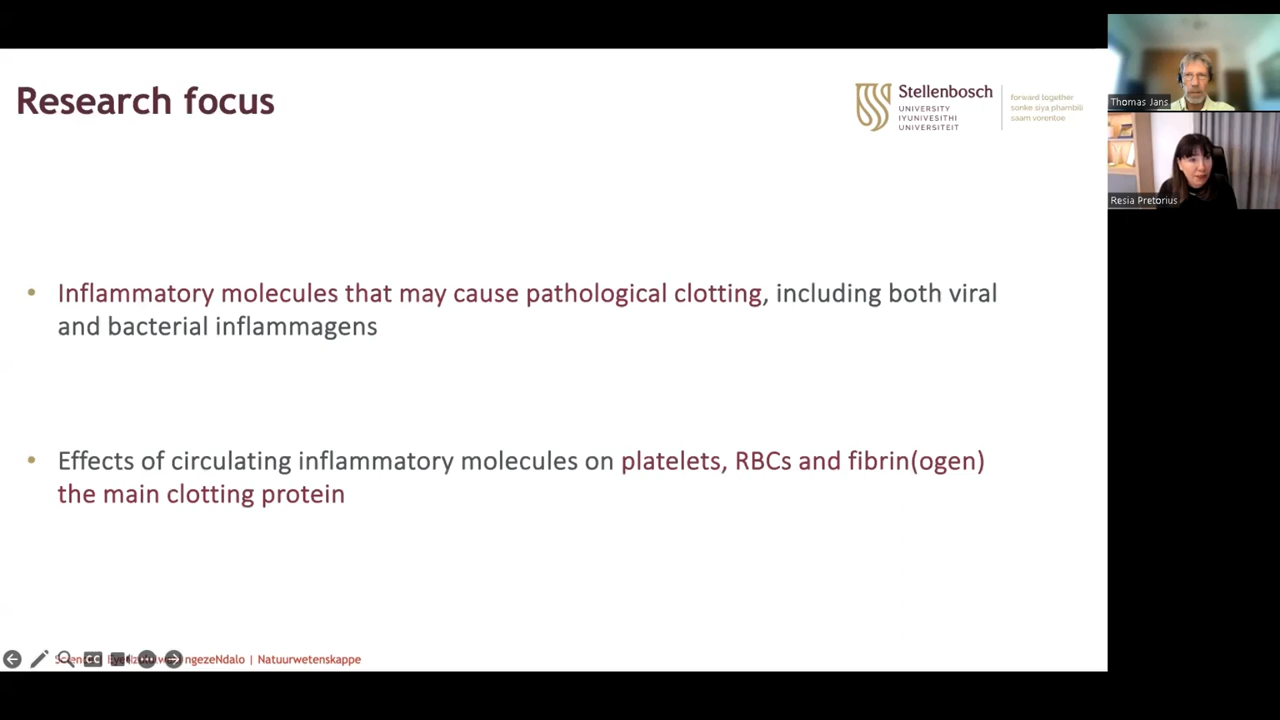 Research focus
Stellenbosch
UNIVERSITY
IYUNIVESITHI
UNIVERSITEIT
forward together
sonke siya phambili
saam vorentoe
Thomas Jans
Resia Pretorius
• Inflammatory molecules that may cause pathological clotting, including both viral
and bacterial inflammagens
• Effects of circulating inflammatory molecules on platelets, RBCs and fibrin(ogen)
the main clotting protein
CC
ngezeNdalo | Natuurwetenskappe